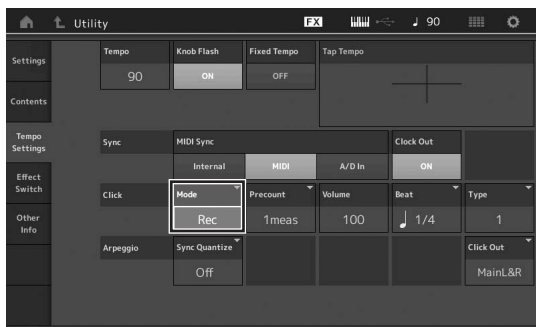 Utility
FX
90
Settings
Contents
Tempo
Settings
Effect
Switch
Other
Info
Tempo
90
Knob Flash
ON
Fixed Tempo
OFF
Tap Tempo
Sync
MIDI Sync
Internal
MIDI
A/D In
Clock Out
ON
Click
Mode
Rec
Precount
1meas
Volume
100
Beat
1/4
Type
1
Arpeggio
Sync Quantize
Off
Click Out
MainL&R